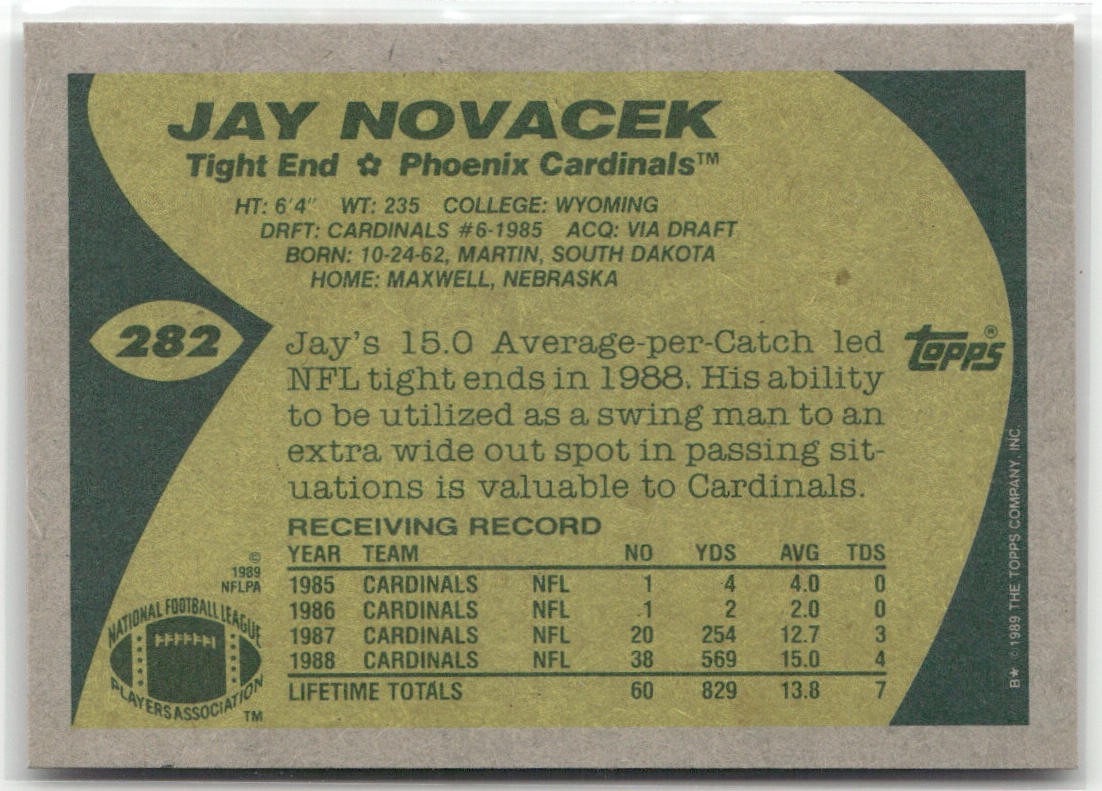 JAY NOVACEK
Tight End ✿ Phoenix Cardinals™
HT: 6'4" WT: 235 COLLEGE: WYOMING
DRFT: CARDINALS #6-1985 ACQ: VIA DRAFT
BORN: 10-24-62, MARTIN, SOUTH DAKOTA
HOME: MAXWELL, NEBRASKA
282
Jay's 15.0 Average-per-Catch led
NFL tight ends in 1988. His ability
to be utilized as a swing man to an
extra wide out spot in passing sit-
uations is valuable to Cardinals.
topps®
RECEIVING RECORD
YEAR TEAM NO YDS AVG TDS
1985 CARDINALS NFL 1 4 4.0 0
1986 CARDINALS NFL 1 2 2.0 0
1987 CARDINALS NFL 20 254 12.7 3
1988 CARDINALS NFL 38 569 15.0 4
LIFETIME TOTALS 60 829 13.8 7
©
1989
NFLPA
NATIONAL FOOTBALL LEAGUE
PLAYERS ASSOCIATION
TM
B★ ©1989 THE TOPPS COMPANY, INC.